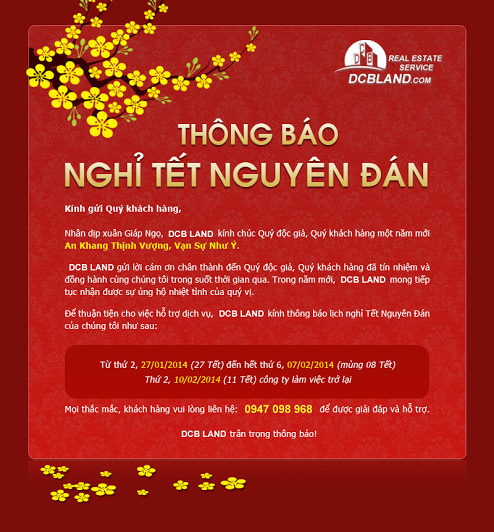 REAL ESTATE
SERVICE
DCBLAND.COM
THÔNG BÁO
NGHỈ TẾT NGUYÊN ĐÁN
Kính gửi Quý khách hàng,
Nhân dịp xuân Giáp Ngọ, DCB LAND kính chúc Quý độc giả, Quý khách hàng một năm mới
An Khang Thịnh Vượng, Vạn Sự Như Ý.
DCB LAND gửi lời cảm ơn chân thành đến Quý độc giả, Quý khách hàng đã tín nhiệm và
đồng hành cùng chúng tôi trong suốt thời gian qua. Trong năm mới, DCB LAND mong tiếp
tục nhận được sự ủng hộ nhiệt tình của quý vị.
Để thuận tiện cho việc hỗ trợ dịch vụ, DCB LAND kính thông báo lịch nghỉ Tết Nguyên Đán
của chúng tôi như sau:
Từ thứ 2, 27/01/2014 (27 Tết) đến hết thứ 6, 07/02/2014 (mùng 08 Tết)
Thứ 2, 10/02/2014 (11 Tết) công ty làm việc trở lại
Mọi thắc mắc, khách hàng vui lòng liên hệ: 0947 098 968 để được giải đáp và hỗ trợ.
DCB LAND trân trọng thông báo!